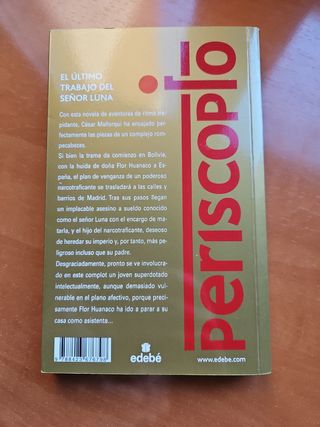 EL ÚLTIMO
TRABAJO DEL
SEÑOR LUNA
Con esta novela de aventuras de ritmo tre-
pidante, César Mallorquí ha encajado per-
fectamente las piezas de un complejo rom-
pecabezas.
Si bien la trama da comienzo en Bolivia,
con la huida de doña Flor Huanaco a Es-
paña, el plan de venganza de un poderoso
narcotraficante se trasladará a las calles y
barrios de Madrid. Tras sus pasos llegan
un implacable asesino a sueldo conocido
como el señor Luna con el encargo de ma-
tarla, y el hijo del narcotraficante, deseoso
de heredar su imperio y, por tanto, más pe-
ligroso incluso que su padre.
Desgraciadamente, pronto se ve involucra-
do en este complot un joven superdotado
intelectualmente, aunque demasiado vul-
nerable en el plano afectivo, porque preci-
samente Flor Huanaco ha ido a parar a su
casa como asistenta...
periscopio
edebé
www.edebe.com